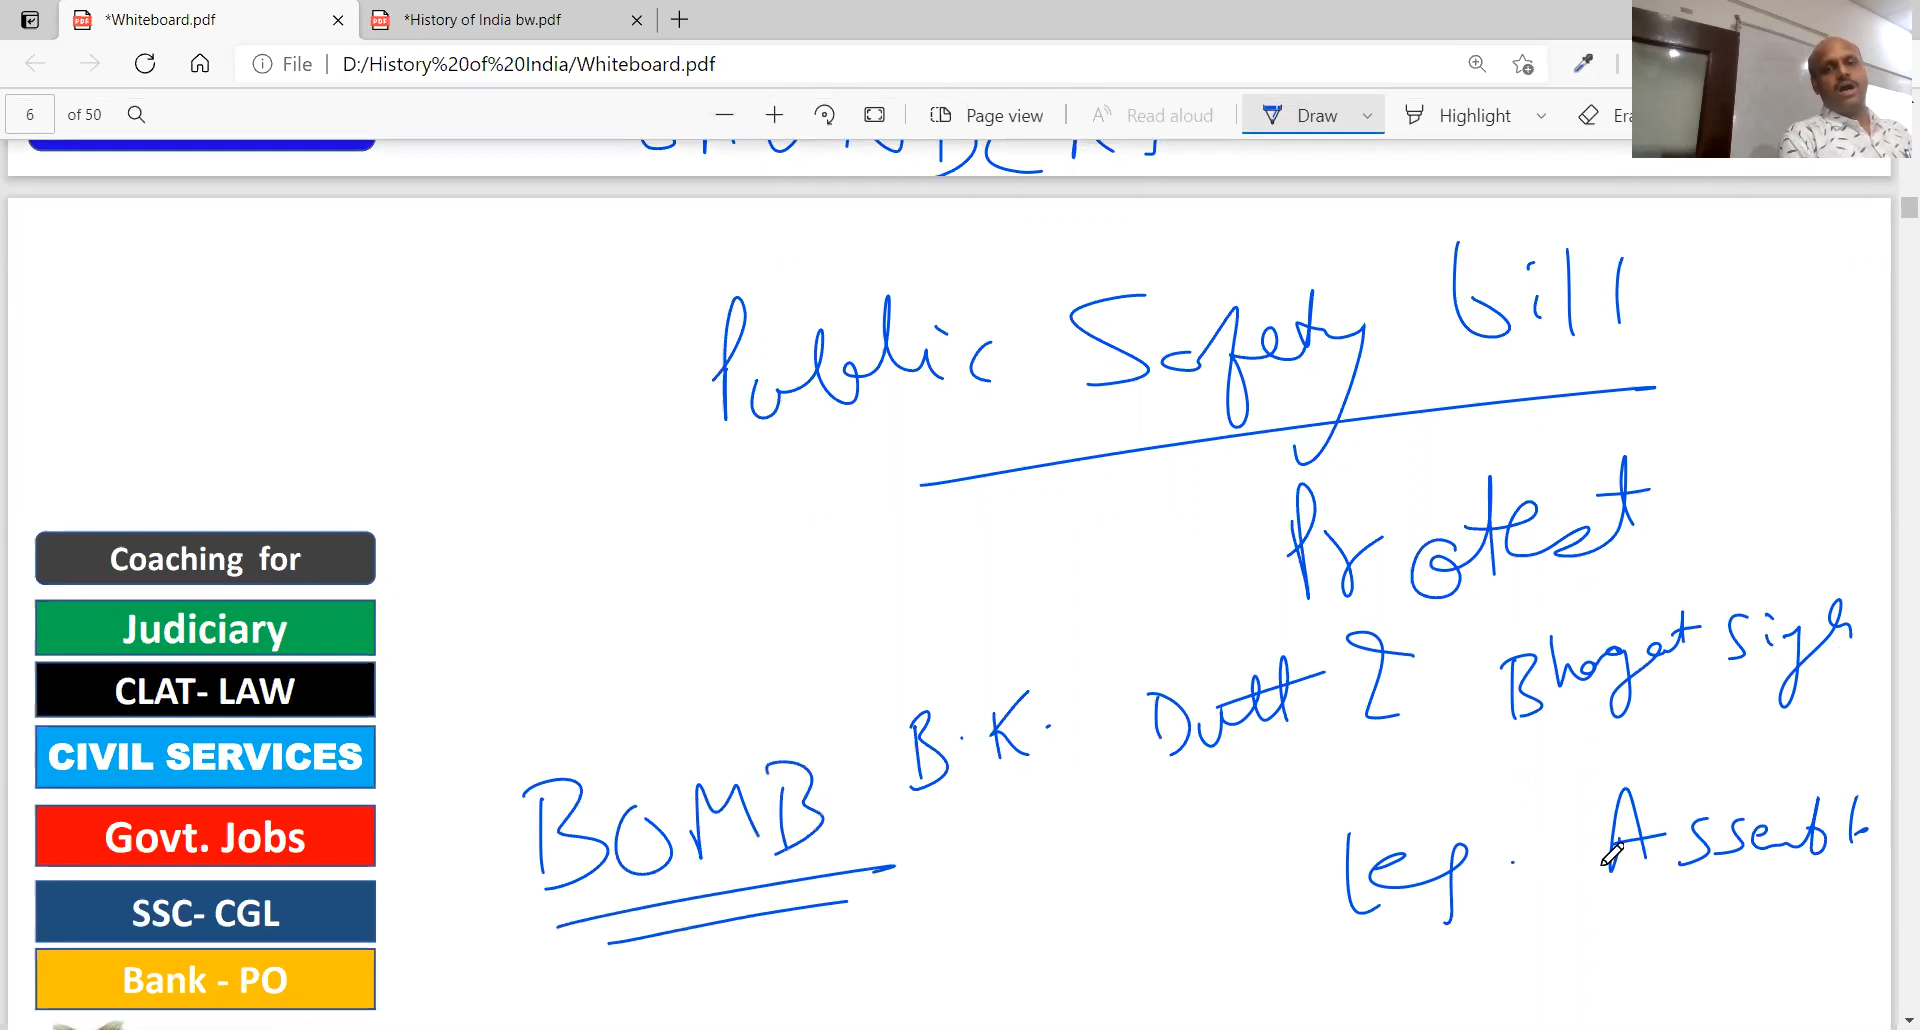 *Whiteboard.pdf
*History of India bw.pdf
File D:/History%20of%20India/Whiteboard.pdf
6 of 50 Page view Read aloud Draw Highlight Era
Public Safety bill
Protest
B.K. Dutt & Bhagat Singh
BOMB
leg. Assembl
Coaching for
Judiciary
CLAT- LAW
CIVIL SERVICES
Govt. Jobs
SSC- CGL
Bank - PO